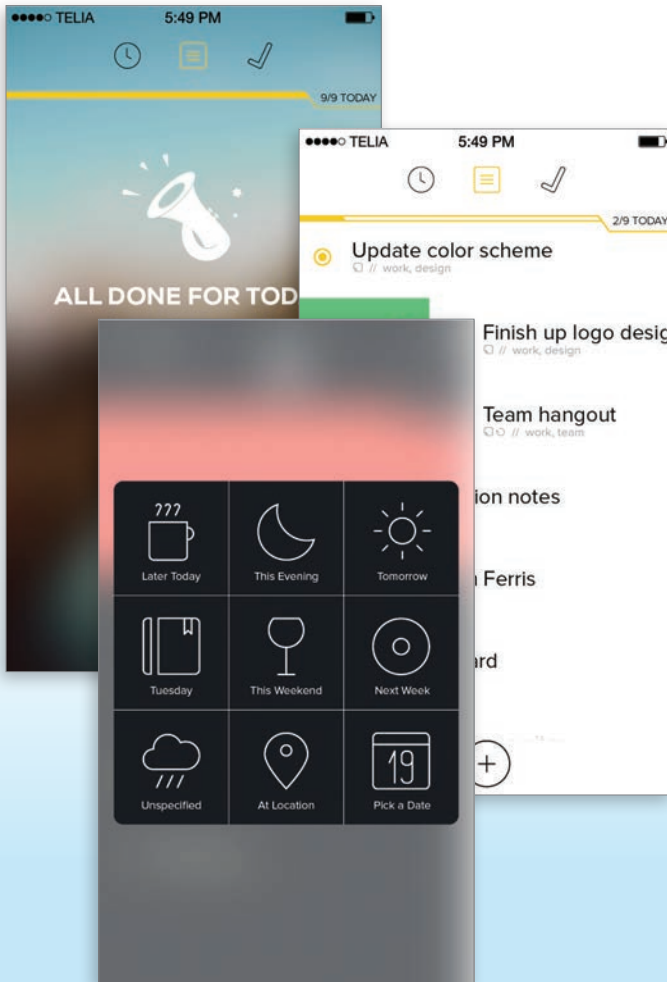 TELIA 5:49 PM
9/9 TODAY
ALL DONE FOR TOD
TELIA 5:49 PM
2/9 TODAY
Update color scheme
// work, design
Finish up logo desig
// work, design
Team hangout
// work, team
ion notes
Ferris
ard
Later Today This Evening Tomorrow
Tuesday This Weekend Next Week
19
Unspecified At Location Pick a Date